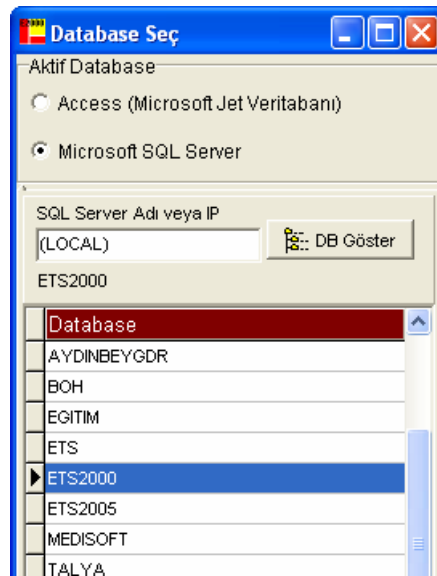 Database Seç
Aktif Database
Access (Microsoft Jet Veritabanı)
Microsoft SQL Server
SQL Server Adı veya IP
(LOCAL)
DB Göster
ETS2000
Database
AYDINBEYGDR
BOH
EGITIM
ETS
ETS2000
ETS2005
MEDISOFT
TALYA